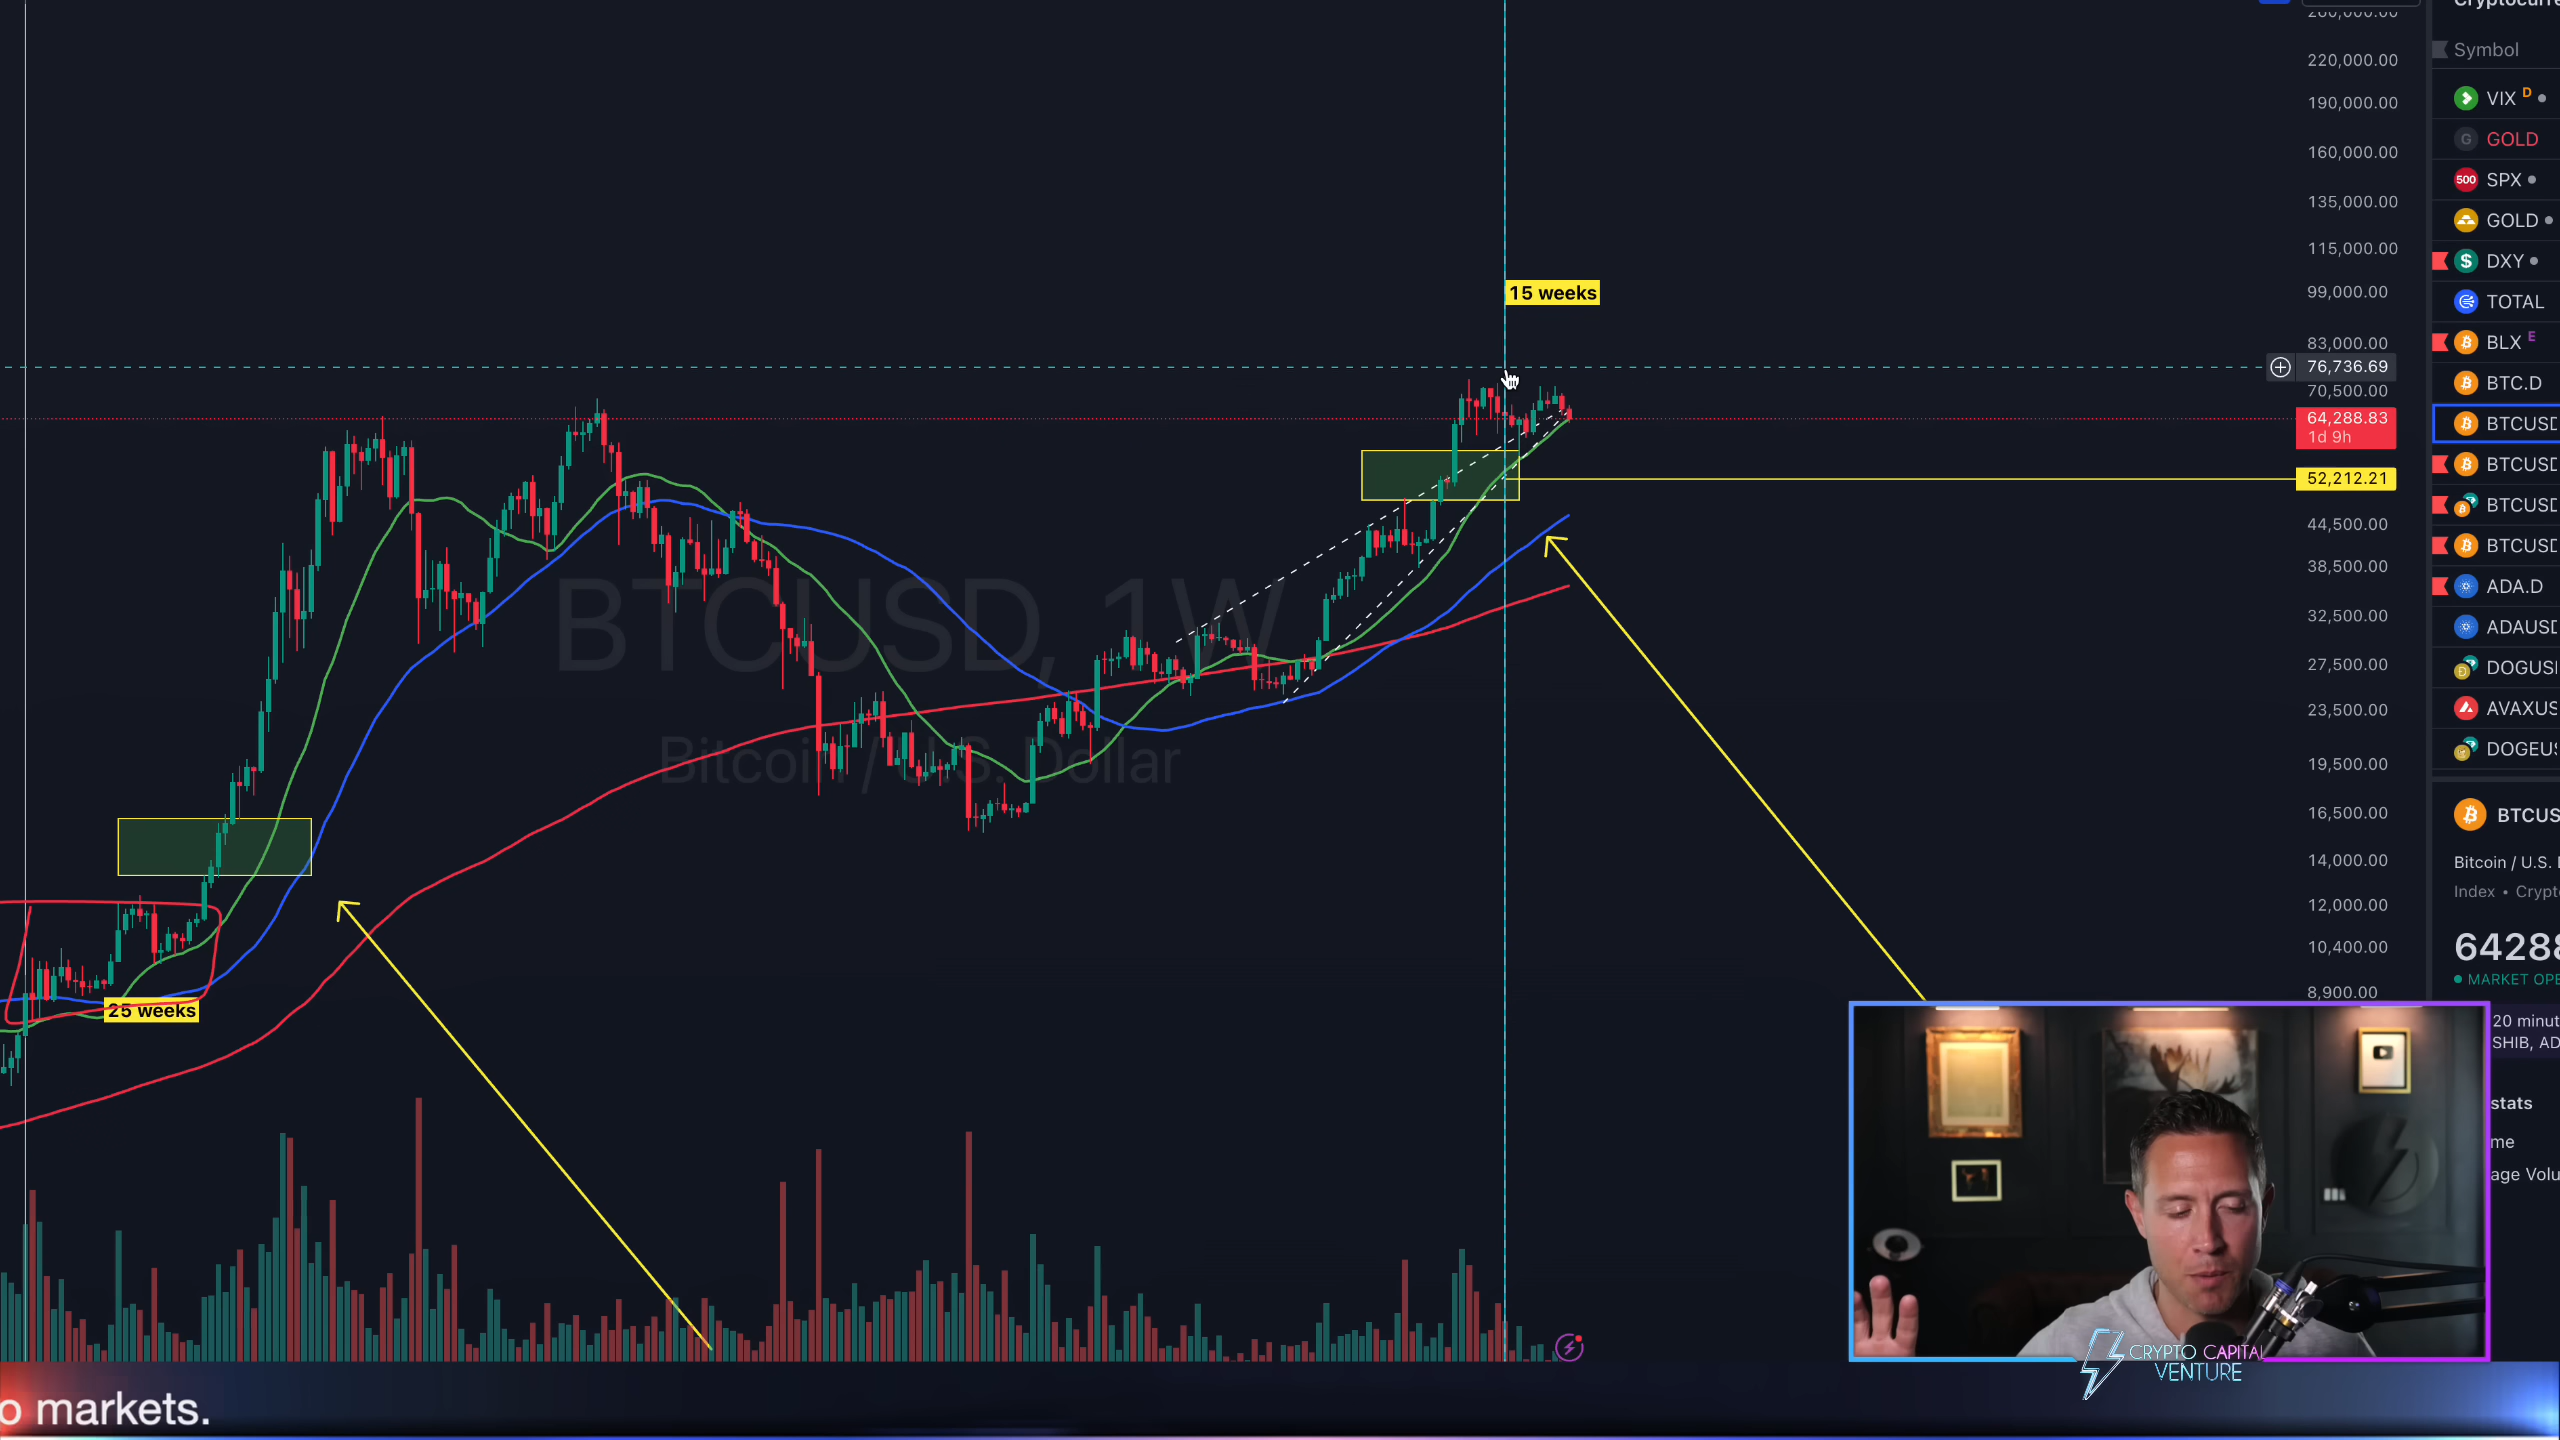 260,000.00
220,000.00
190,000.00
160,000.00
135,000.00
115,000.00
99,000.00
83,000.00
76,736.69
70,500.00
64,288.83
1d 9h
52,212.21
44,500.00
38,500.00
32,500.00
27,500.00
23,500.00
19,500.00
16,500.00
14,000.00
12,000.00
10,400.00
8,900.00
15 weeks
25 weeks
BTCUSD, 1W
Bitcoin / U.S. Dollar
Symbol
VIX D
G GOLD
500 SPX
GOLD
$ DXY
TOTAL
BLX E
BTC.D
BTCUSD
BTCUSD
BTCUSD
BTCUSD
ADA.D
ADAUSD
DOGUSD
AVAXUS
DOGEUS
BTCUS
Bitcoin / U.S.
Index • Crypto
64288
MARKET OPE
20 minut
SHIB, AD
stats
me
age Volu
CRYPTO CAPITAL
VENTURE
o markets.